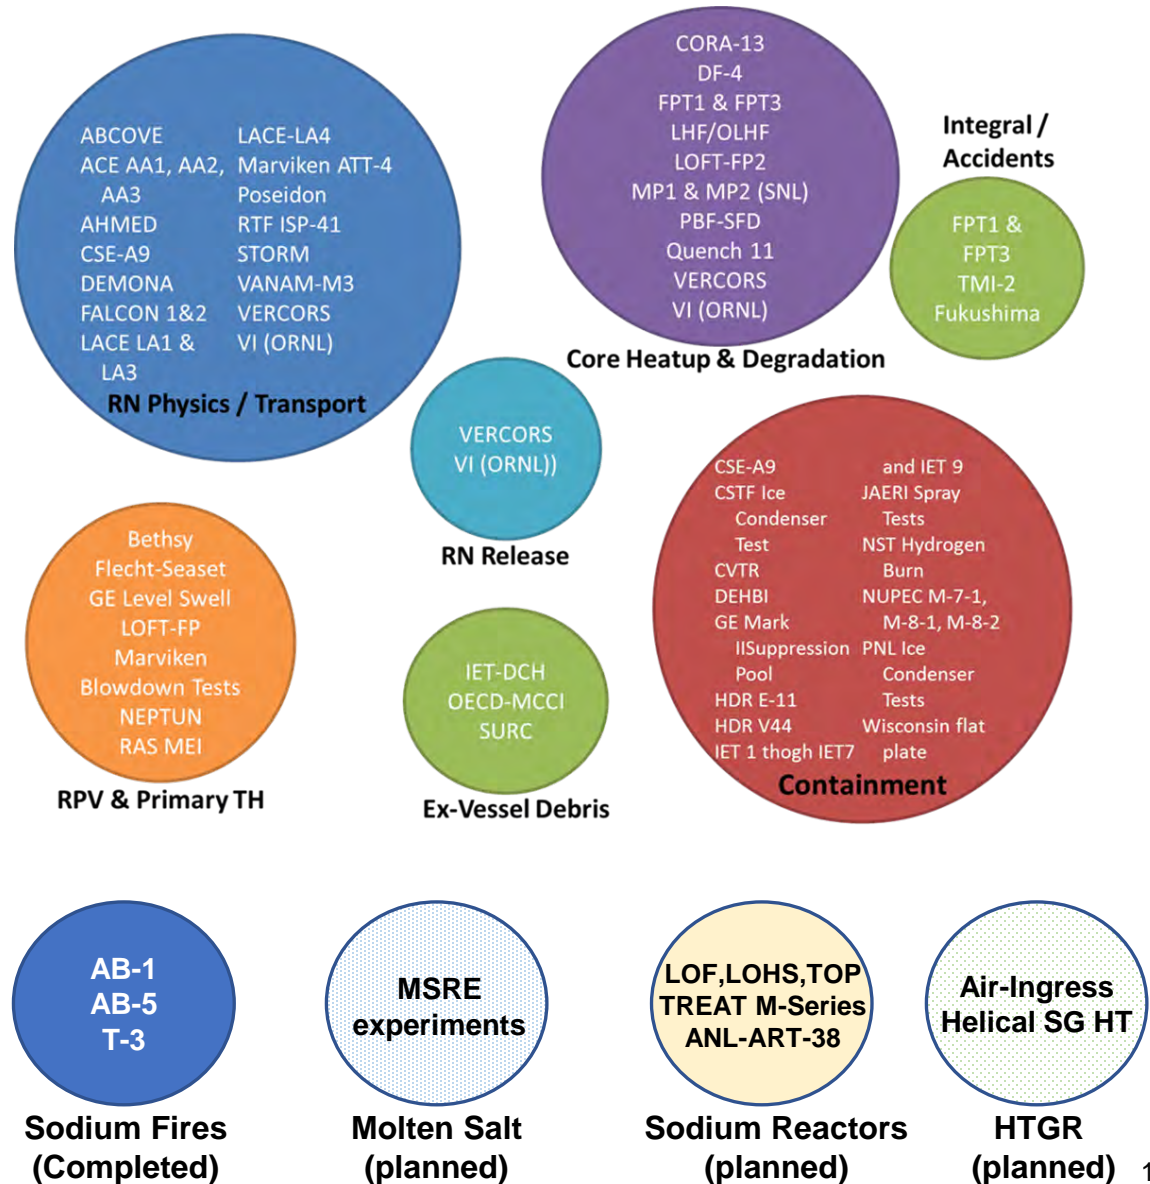 ABCOVE
ACE AA1, AA2,
AA3
AHMED
CSE-A9
DEMONA
FALCON 1&2
LACE LA1 &
LA3
LACE-LA4
Marviken ATT-4
Poseidon
RTF ISP-41
STORM
VANAM-M3
VERCORS
VI (ORNL)
RN Physics / Transport
CORA-13
DF-4
FPT1 & FPT3
LHF/OLHF
LOFT-FP2
MP1 & MP2 (SNL)
PBF-SFD
Quench 11
VERCORS
VI (ORNL)
Core Heatup & Degradation
Integral /
Accidents
FPT1 &
FPT3
TMI-2
Fukushima
VERCORS
VI (ORNL))
RN Release
Bethsy
Flecht-Seaset
GE Level Swell
LOFT-FP
Marviken
Blowdown Tests
NEPTUN
RAS MEI
RPV & Primary TH
IET-DCH
OECD-MCCI
SURC
Ex-Vessel Debris
CSE-A9
CSTF Ice
Condenser
Test
CVTR
DEHBI
GE Mark
IISuppression
Pool
HDR E-11
HDR V44
IET 1 thogh IET7
and IET 9
JAERI Spray
Tests
NST Hydrogen
Burn
NUPEC M-7-1,
M-8-1, M-8-2
PNL Ice
Condenser
Tests
Wisconsin flat
plate
Containment
AB-1
AB-5
T-3
Sodium Fires
(Completed)
MSRE
experiments
Molten Salt
(planned)
LOF,LOHS,TOP
TREAT M-Series
ANL-ART-38
Sodium Reactors
(planned)
Air-Ingress
Helical SG HT
HTGR
(planned)
1